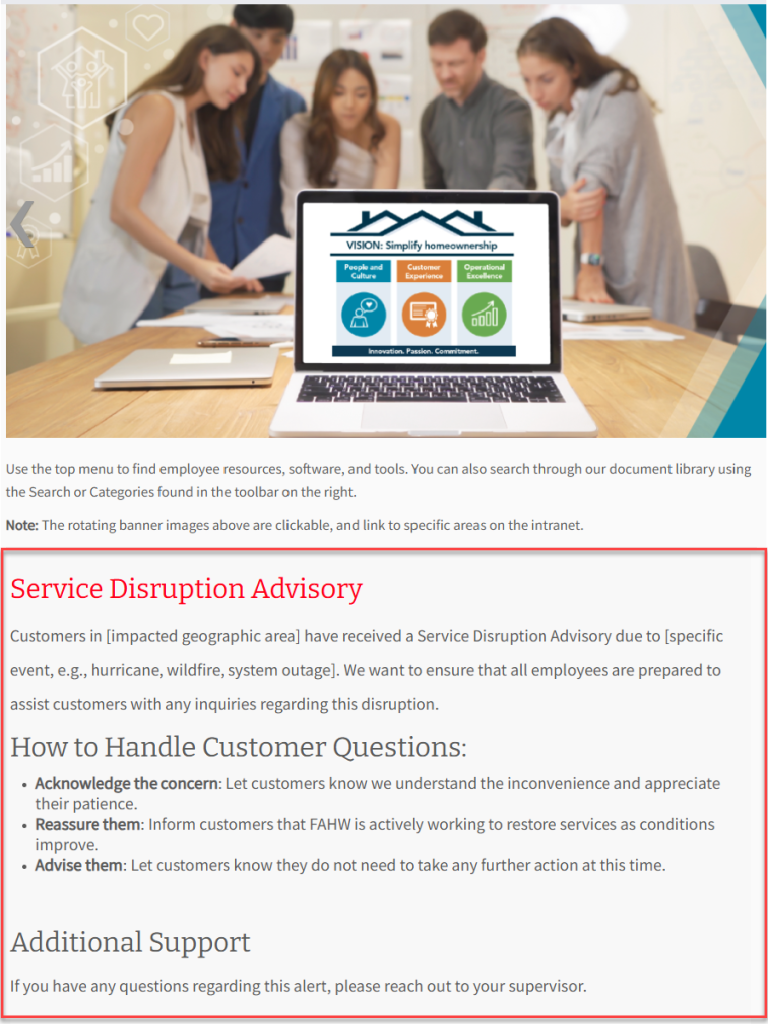 VISION: Simplify homeownership
People and
Culture
Customer
Experience
Operational
Excellence
Innovation. Passion. Commitment.
Use the top menu to find employee resources, software, and tools. You can also search through our document library using
the Search or Categories found in the toolbar on the right.
Note: The rotating banner images above are clickable, and link to specific areas on the intranet.
Service Disruption Advisory
Customers in [impacted geographic area] have received a Service Disruption Advisory due to [specific
event, e.g., hurricane, wildfire, system outage]. We want to ensure that all employees are prepared to
assist customers with any inquiries regarding this disruption.
How to Handle Customer Questions:
• Acknowledge the concern: Let customers know we understand the inconvenience and appreciate
their patience.
• Reassure them: Inform customers that FAHW is actively working to restore services as conditions
improve.
• Advise them: Let customers know they do not need to take any further action at this time.
Additional Support
If you have any questions regarding this alert, please reach out to your supervisor.